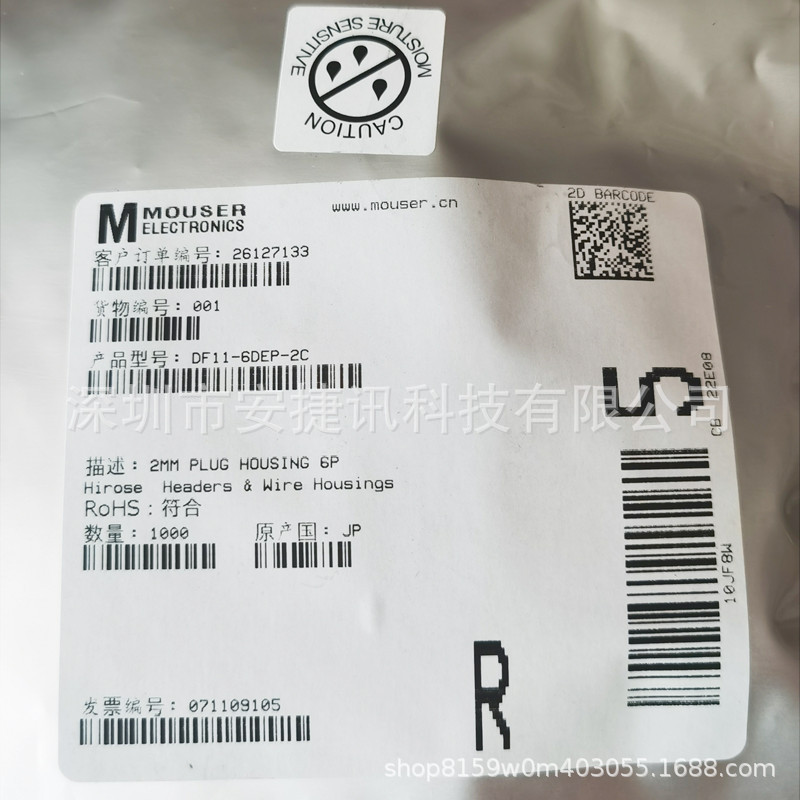 MOISTURE SENSITIVE
CAUTION
MOUSER
ELECTRONICS
www.mouser.cn
2D BARCODE
客户订单编号: 26127133
货物编号: 001
产品型号: DF11-6DEP-2C
深圳市安捷讯科技有限公司
S
CB 22E08
描述: 2MM PLUG HOUSING 6P
Hirose Headers & Wire Housings
RoHS: 符合
数量: 1000 原产国: JP
10JF8W
R
发票编号: 071109105
shop8159w0m403055.1688.com